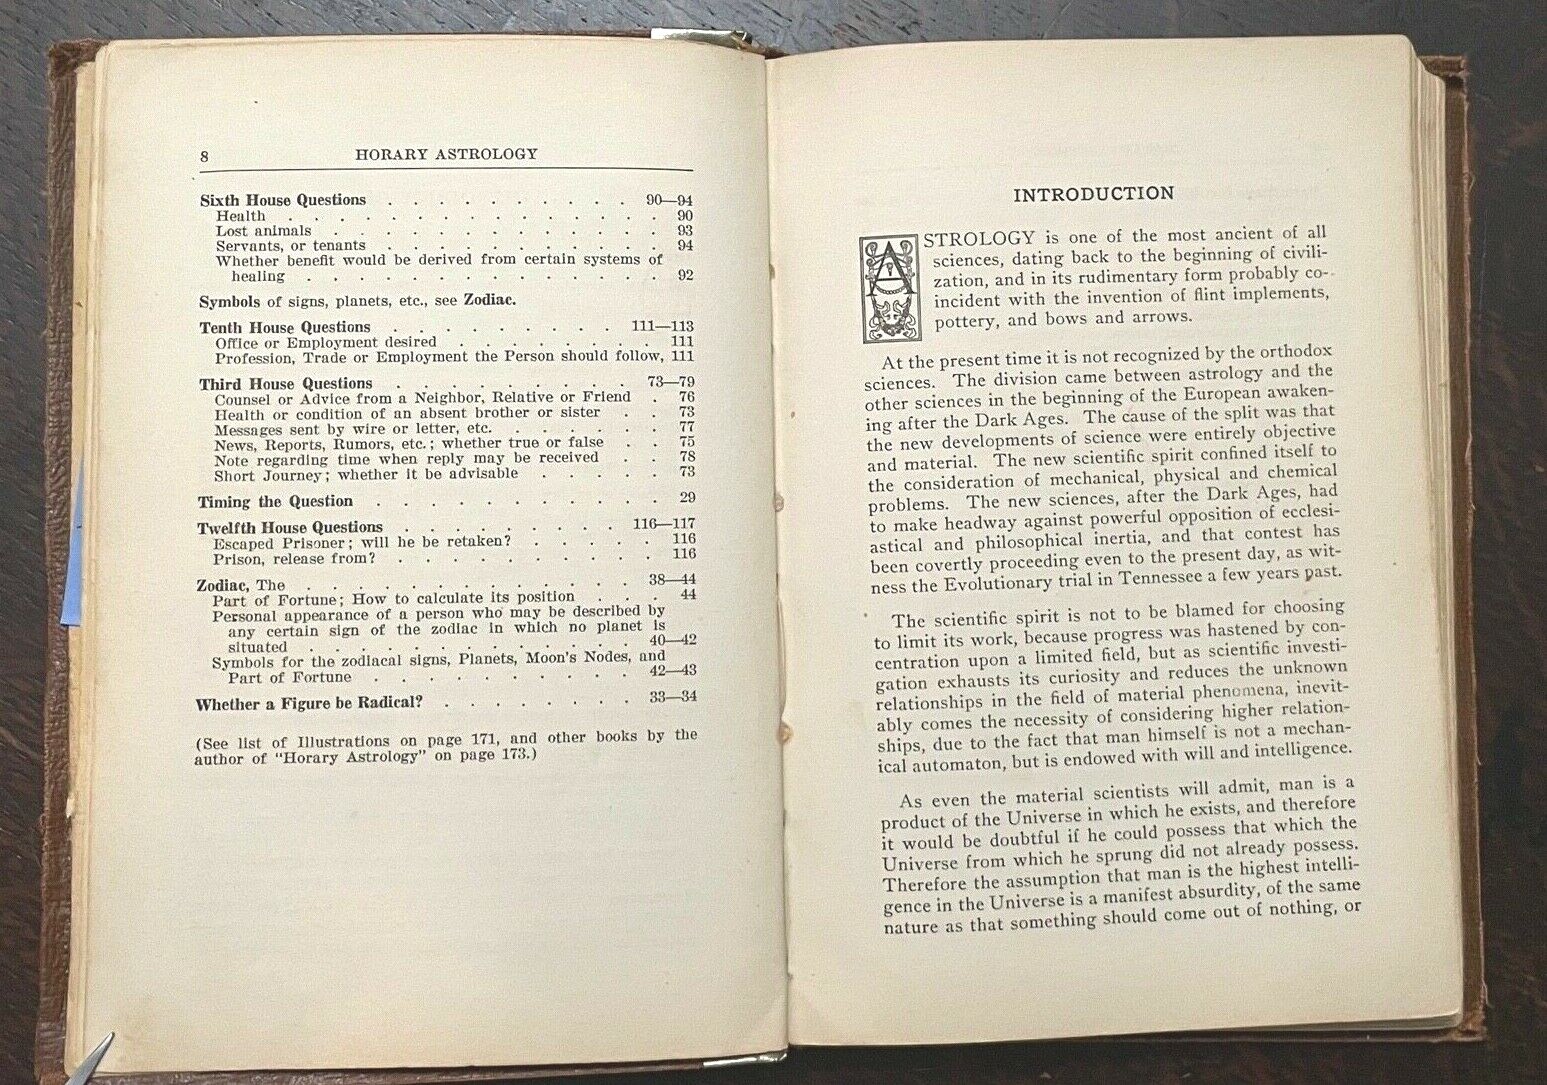 8 HORARY ASTROLOGY
Sixth House Questions . . . . . . . . . . 90—94
Health . . . . . . . . . . . . . . 90
Lost animals . . . . . . . . . . . . . 93
Servants, or tenants . . . . . . . . . . . 94
Whether benefit would be derived from certain systems of
healing . . . . . . . . . . . . . . 92
Symbols of signs, planets, etc., see Zodiac.
Tenth House Questions . . . . . . . . . 111—113
Office or Employment desired . . . . . . . . 111
Profession, Trade or Employment the Person should follow, 111
Third House Questions . . . . . . . . . 73—79
Counsel or Advice from a Neighbor, Relative or Friend . 76
Health or condition of an absent brother or sister . . 73
Messages sent by wire or letter, etc. . . . . . . 77
News, Reports, Rumors, etc.; whether true or false . . 75
Note regarding time when reply may be received . . 78
Short Journey; whether it be advisable . . . . . 73
Timing the Question . . . . . . . . . . . 29
Twelfth House Questions . . . . . . . . . 116—117
Escaped Prisoner; will he be retaken? . . . . . 116
Prison, release from? . . . . . . . . . . 116
Zodiac, The . . . . . . . . . . . . . 38—44
Part of Fortune; How to calculate its position . . . 44
Personal appearance of a person who may be described by
any certain sign of the zodiac in which no planet is
situated . . . . . . . . . . . . . 40—42
Symbols for the zodiacal signs, Planets, Moon's Nodes, and
Part of Fortune . . . . . . . . . . 42—43
Whether a Figure be Radical? . . . . . . . . 33—34
(See list of Illustrations on page 171, and other books by the
author of "Horary Astrology" on page 173.)
INTRODUCTION
ASTROLOGY is one of the most ancient of all
sciences, dating back to the beginning of civili-
zation, and in its rudimentary form probably co-
incident with the invention of flint implements,
pottery, and bows and arrows.
At the present time it is not recognized by the orthodox
sciences. The division came between astrology and the
other sciences in the beginning of the European awaken-
ing after the Dark Ages. The cause of the split was that
the new developments of science were entirely objective
and material. The new scientific spirit confined itself to
the consideration of mechanical, physical and chemical
problems. The new sciences, after the Dark Ages, had
to make headway against powerful opposition of ecclesi-
astical and philosophical inertia, and that contest has
been covertly proceeding even to the present day, as wit-
ness the Evolutionary trial in Tennessee a few years past.
The scientific spirit is not to be blamed for choosing
to limit its work, because progress was hastened by con-
centration upon a limited field, but as scientific investi-
gation exhausts its curiosity and reduces the unknown
relationships in the field of material phenomena, inevit-
ably comes the necessity of considering higher relation-
ships, due to the fact that man himself is not a mechan-
ical automaton, but is endowed with will and intelligence.
As even the material scientists will admit, man is a
product of the Universe in which he exists, and therefore
it would be doubtful if he could possess that which the
Universe from which he sprung did not already possess.
Therefore the assumption that man is the highest intelli-
gence in the Universe is a manifest absurdity, of the same
nature as that something should come out of nothing, or